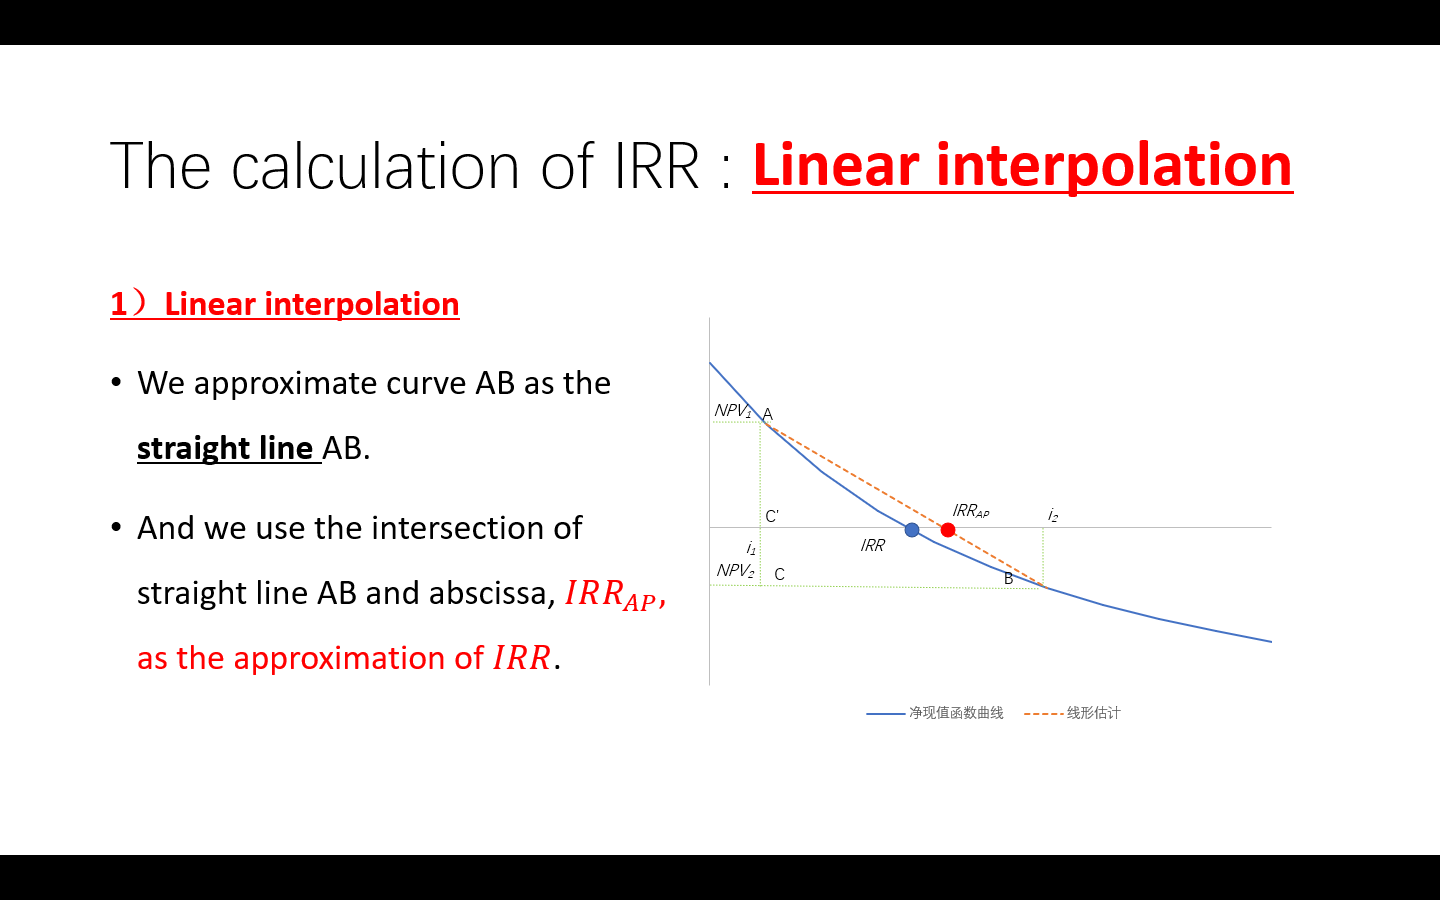 The calculation of IRR : Linear interpolation
1）Linear interpolation
• We approximate curve AB as the
straight line AB.
• And we use the intersection of
straight line AB and abscissa, IRR_AP,
as the approximation of IRR.
NPV₁ A
C'
IRR_AP
i₂
i₁
IRR
NPV₂ C
B
净现值函数曲线
线形估计